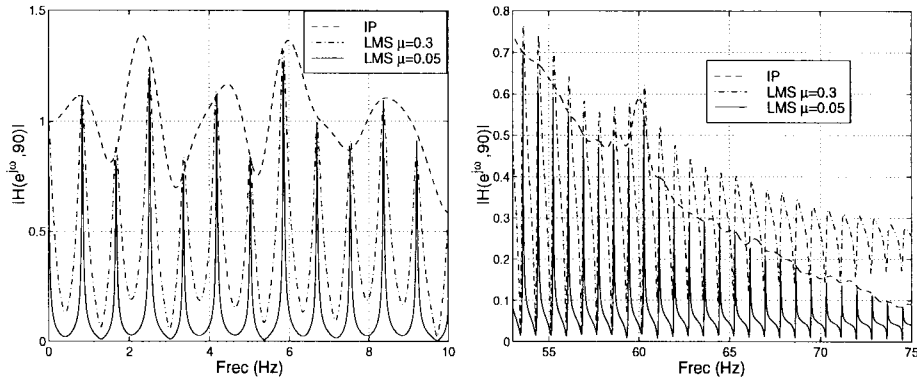 1.5
1
0.5
0
|H(e^jω,90)|
IP
LMS μ=0.3
LMS μ=0.05
0 2 4 6 8 10
Frec (Hz)
0.8
0.7
0.6
0.5
0.4
0.3
0.2
0.1
0
|H(e^jω,90)|
IP
LMS μ=0.3
LMS μ=0.05
55 60 65 70 75
Frec (Hz)